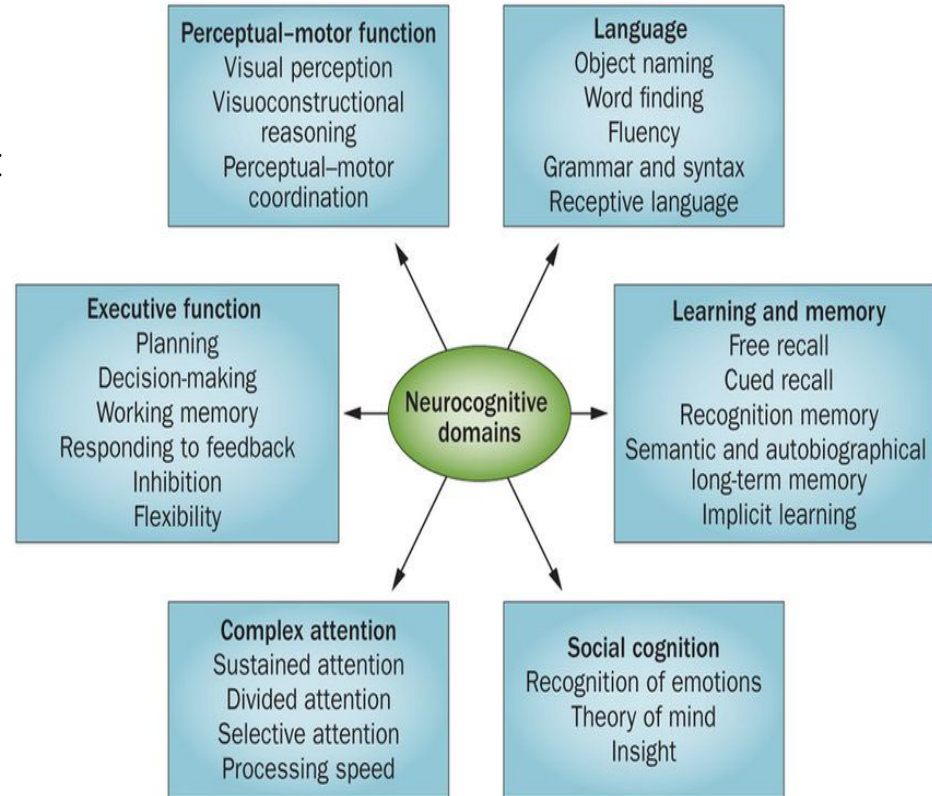 Perceptual–motor function
Visual perception
Visuoconstructional
reasoning
Perceptual–motor
coordination
Language
Object naming
Word finding
Fluency
Grammar and syntax
Receptive language
Executive function
Planning
Decision-making
Working memory
Responding to feedback
Inhibition
Flexibility
Neurocognitive
domains
Learning and memory
Free recall
Cued recall
Recognition memory
Semantic and autobiographical
long-term memory
Implicit learning
Complex attention
Sustained attention
Divided attention
Selective attention
Processing speed
Social cognition
Recognition of emotions
Theory of mind
Insight